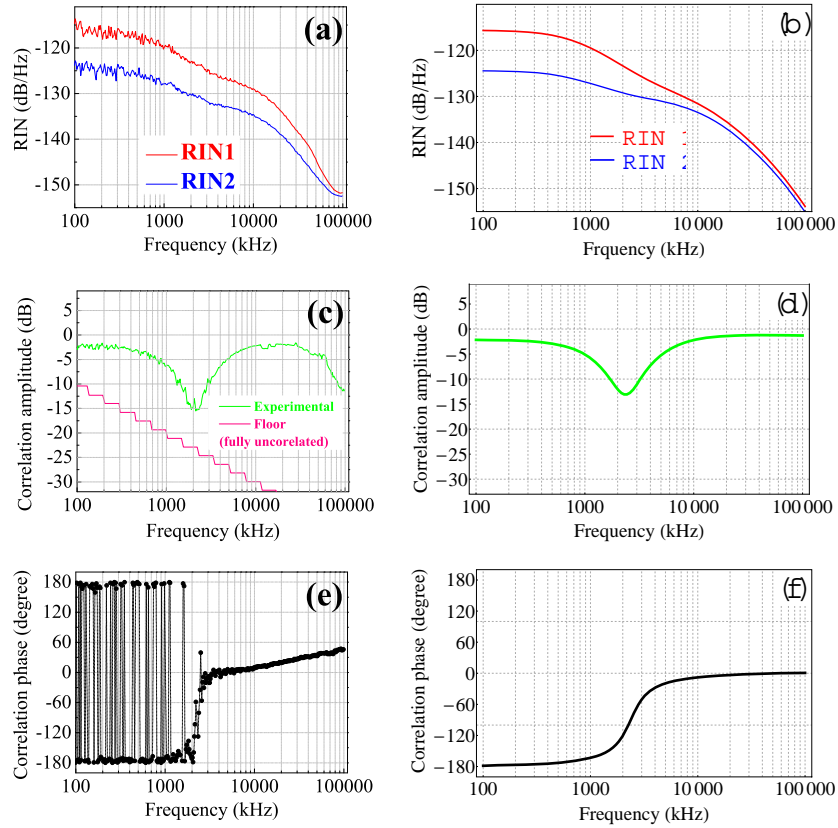 (a)
RIN (dB/Hz)
-120
-130
-140
-150
RIN1
RIN2
100
1000
10000
100000
Frequency (kHz)
(b)
RIN (dB/Hz)
-120
-130
-140
-150
RIN 1
RIN 2
100
1000
10 000
100 000
Frquency (kHz)
(c)
Correlation amplitude (dB)
5
0
-5
-10
-15
-20
-25
-30
Experimental
Floor
(fully uncorelated)
100
1000
10000
100000
Frequency (kHz)
(d)
Correlation amplitude (dB)
5
0
-5
-10
-15
-20
-25
-30
100
1000
10 000
100 000
Frequency (kHz)
(e)
Correlation phase (degree)
180
120
60
0
-60
-120
-180
100
1000
10000
100000
Frequency (kHz)
(f)
Correlation phase (degree)
180
120
60
0
-60
-120
-180
100
1000
10 000
100 000
Frequency (kHz)